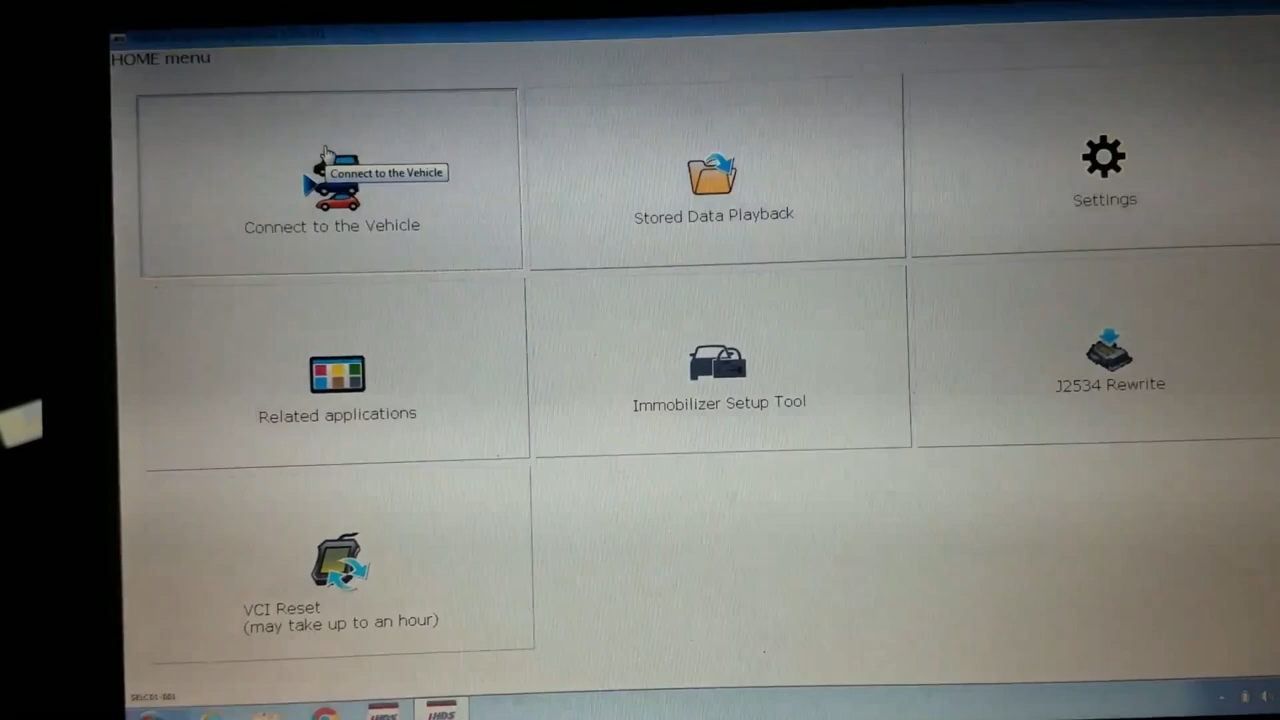 HOME menu
Connect to the Vehicle
Connect to the Vehicle
Stored Data Playback
Settings
Related applications
Immobilizer Setup Tool
J2534 Rewrite
VCI Reset
(may take up to an hour)